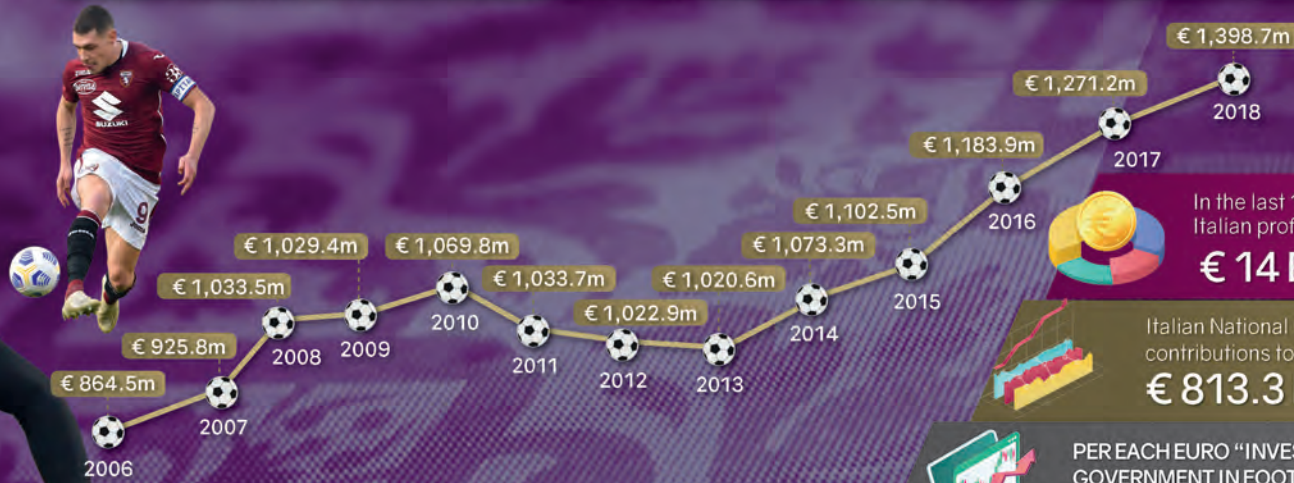 € 1,398.7m
2018
€ 1,271.2m
2017
€ 1,183.9m
2016
€ 1,102.5m
2015
€ 1,073.3m
2014
€ 1,020.6m
2013
€ 1,022.9m
2012
€ 1,033.7m
2011
€ 1,069.8m
2010
€ 1,029.4m
2009
€ 1,033.5m
2008
€ 925.8m
2007
€ 864.5m
2006
SUZUKI
9
In the last
Italian prof
€ 14
Italian National
contributions to
€ 813.3
PER EACH EURO “INVES
GOVERNMENT IN FOOT